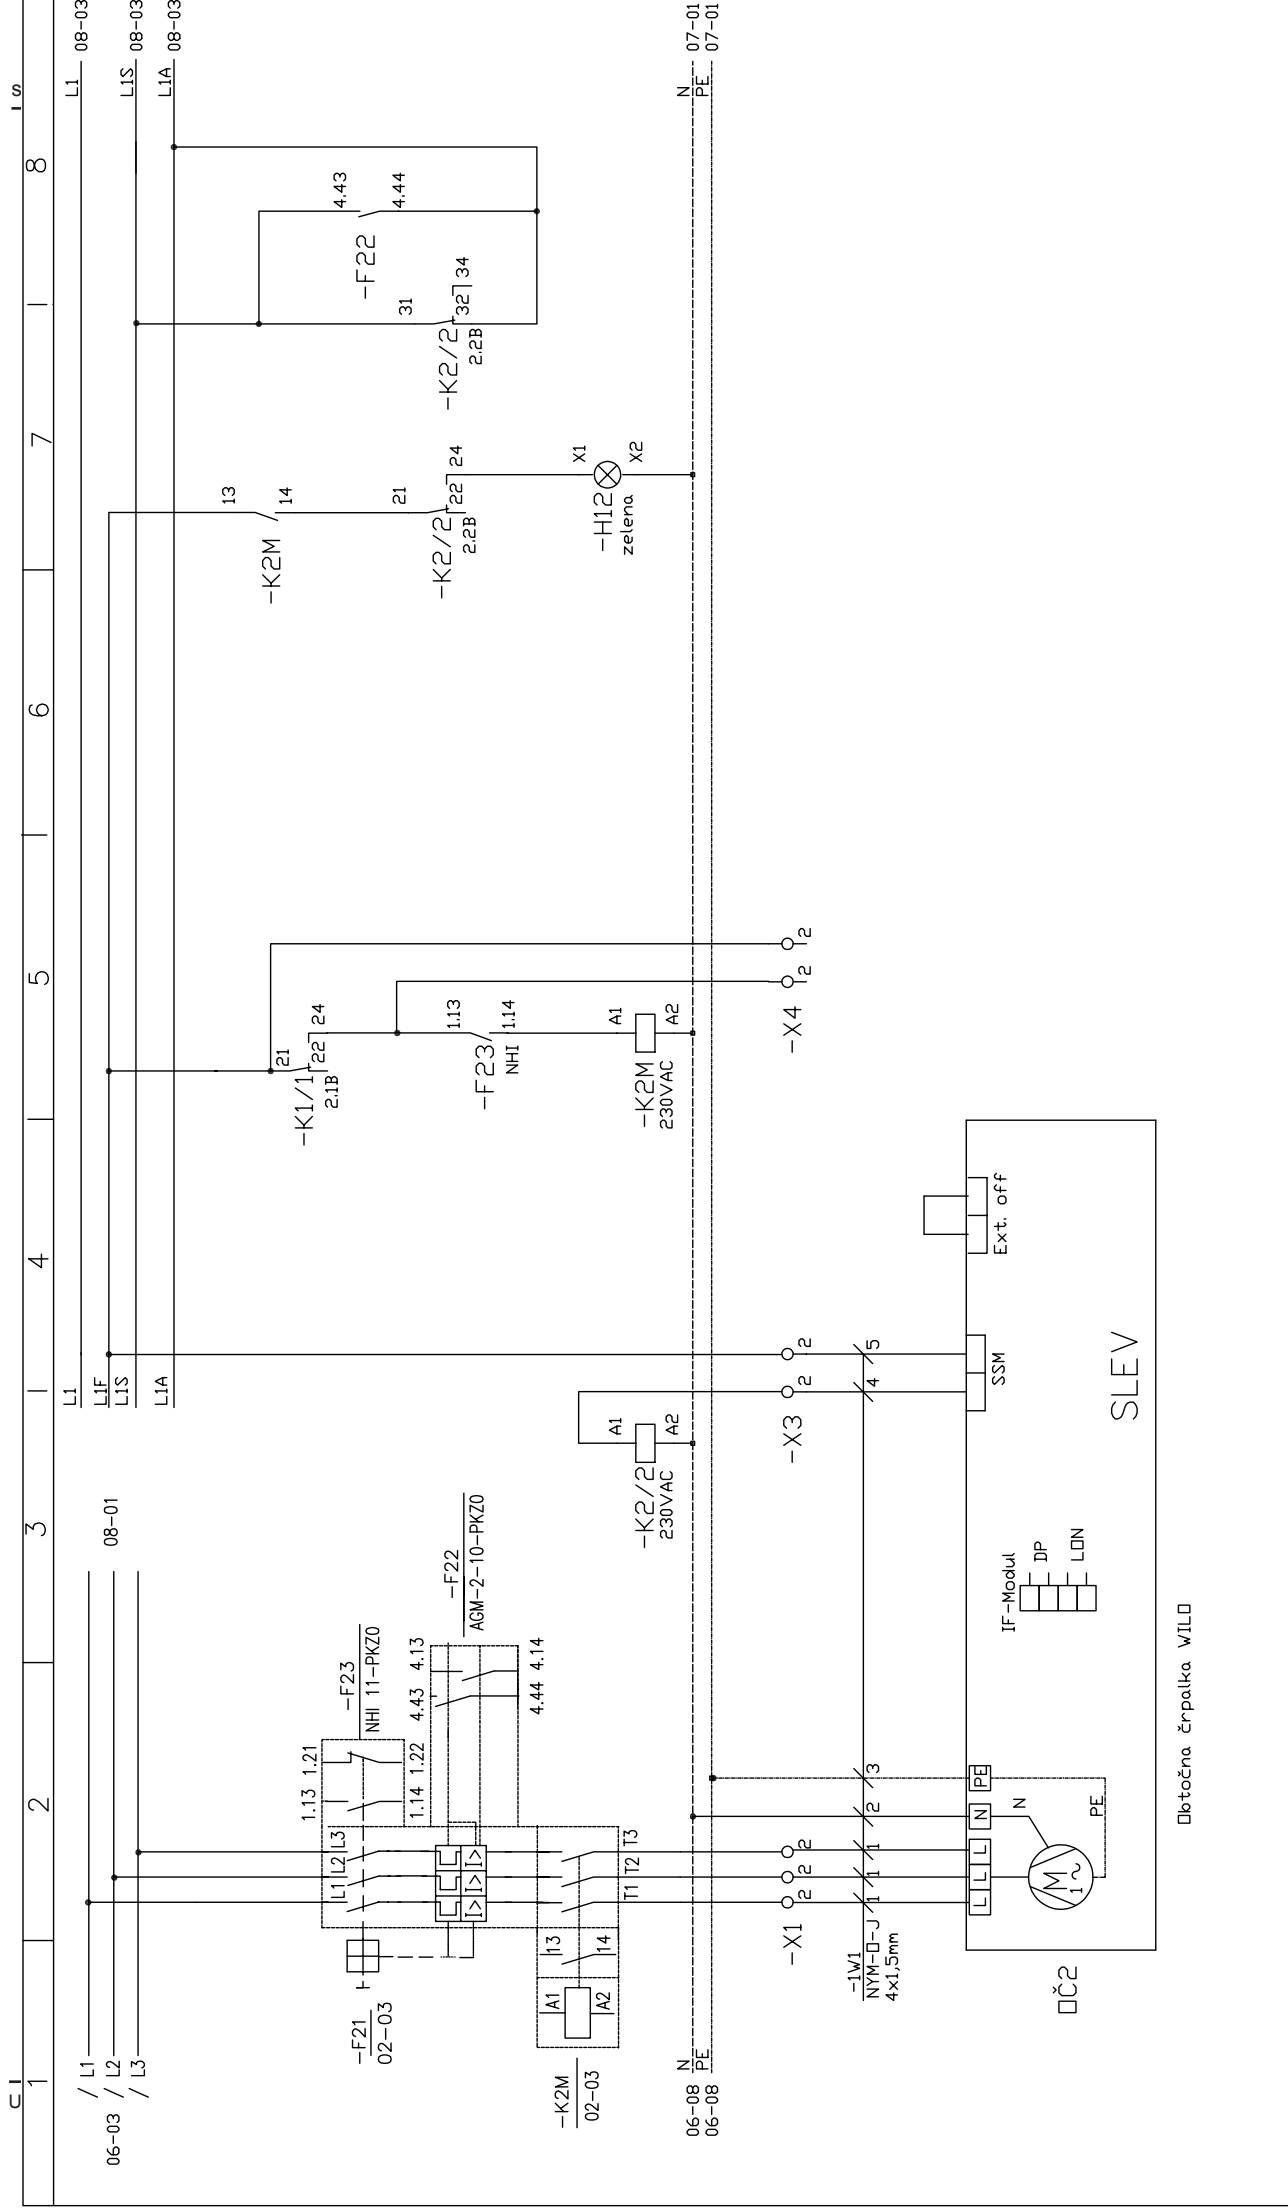 1
2
3
4
5
6
7
8
S
U
06-03
/ L1
/ L2
/ L3
08-01
L1
L1F
L1S
L1A
L1
08-03
L1S
08-03
L1A
08-03
-F21
02-03
L1
L2
L3
1.13
1.21
1.14
1.22
-F23
NHI 11-PKZ0
-F22
AGM-2-10-PKZ0
4.43
4.13
4.44
4.14
I>
I>
I>
-K2M
02-03
A1
A2
13
14
T1
T2
T3
-K2/2
230VAC
A1
A2
-K1/1
2.1B
21
22
24
-F23
NHI
1.13
1.14
-K2M
230VAC
A1
A2
-K2M
13
14
-K2/2
2.2B
21
22
24
-H12
zelena
X1
X2
-K2/2
2.2B
31
32
34
-F22
4.43
4.44
06-08
N
06-08
PE
N
07-01
PE
07-01
-X1
2
2
2
-X3
2
2
-X4
2
2
-1W1
NYM-O-J
4x1,5mm
1
1
1
2
3
4
5
L
L
L
N
PE
SSM
Ext. off
M
1~
N
PE
IF-Modul
DP
LON
SLEV
OČ2
Obtočna črpalka WILO